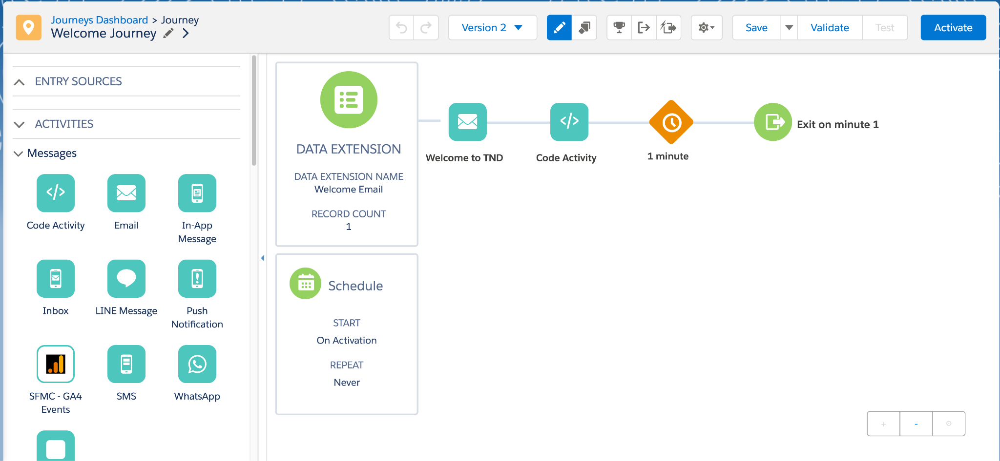 Journeys Dashboard > Journey
Welcome Journey
Version 2
Save
Validate
Test
Activate
ENTRY SOURCES
ACTIVITIES
Messages
Code Activity
Email
In-App
Message
Inbox
LINE Message
Push
Notification
SFMC - GA4
Events
SMS
WhatsApp
DATA EXTENSION
DATA EXTENSION NAME
Welcome Email
RECORD COUNT
1
Schedule
START
On Activation
REPEAT
Never
Welcome to TND
Code Activity
1 minute
Exit on minute 1